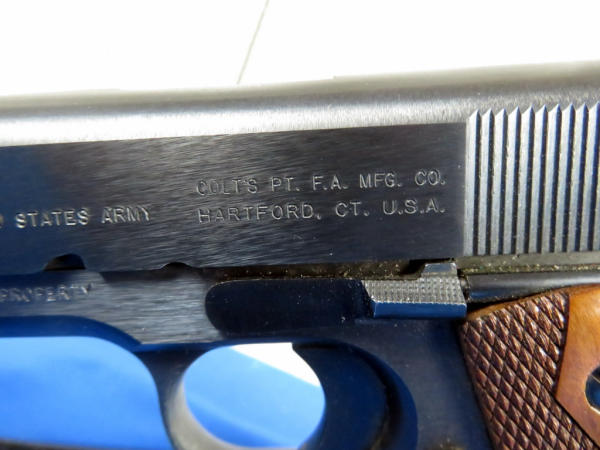 COLT'S PT. F.A. MFG. CO.
STATES ARMY HARTFORD, CT. U.S.A.
PROPERTY